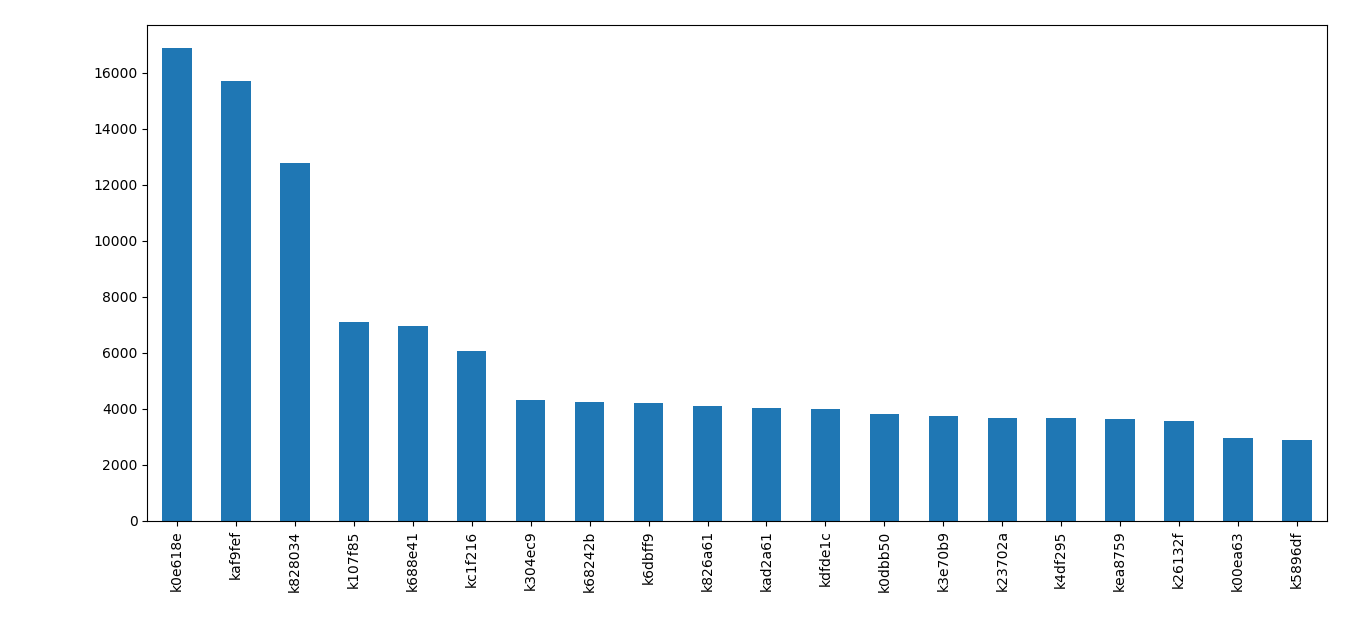 16000
14000
12000
10000
8000
6000
4000
2000
0
k0e618e
kaf9fef
k828034
k107f85
k688e41
kc1f216
k304ec9
k68242b
k6dbff9
k826a61
kad2a61
kdfde1c
k0dbb50
k3e70b9
k23702a
k4df295
kea8759
k26132f
k00ea63
k5896df